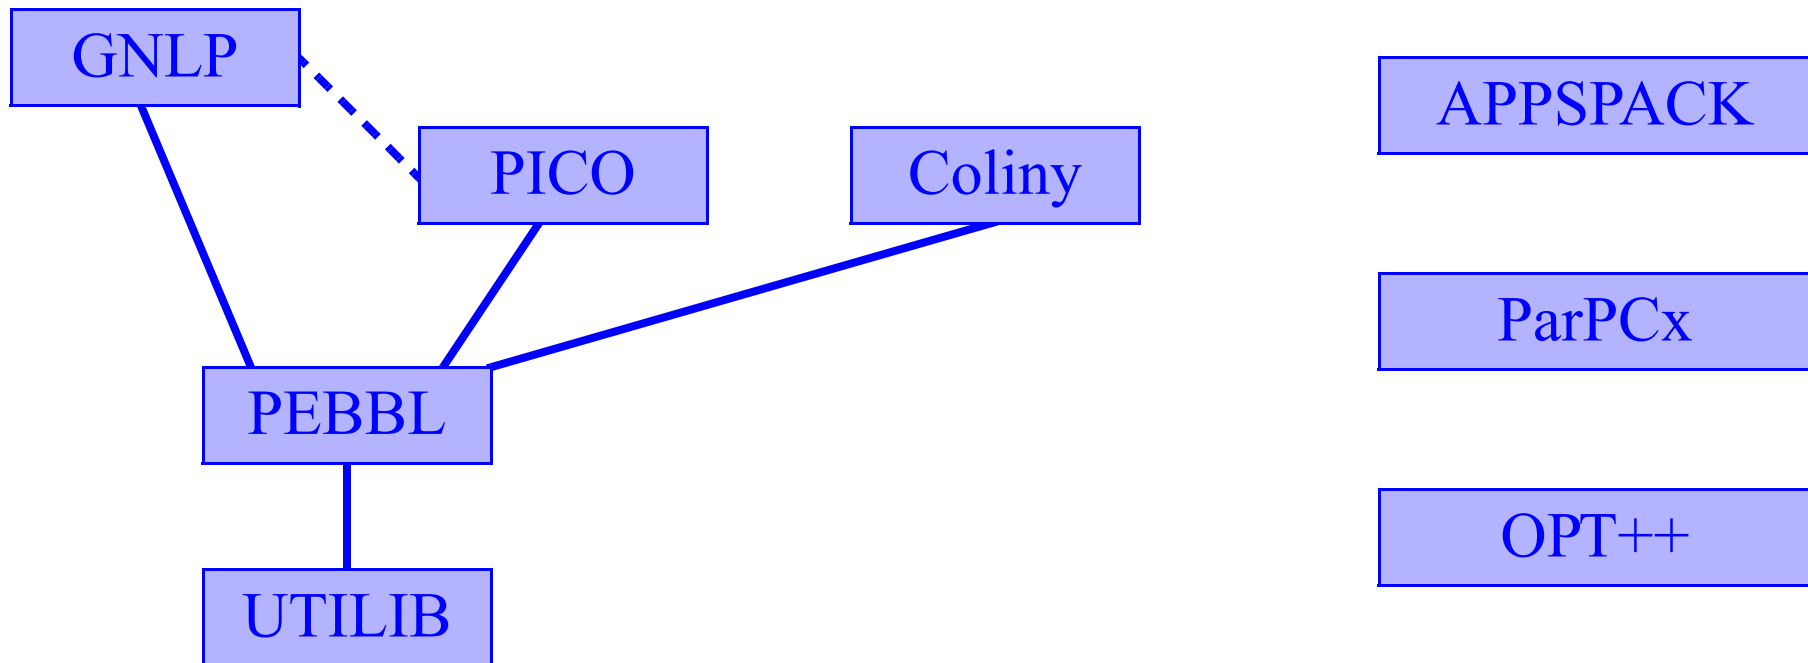 GNLP
PICO
Coliny
PEBBL
UTILIB
APPSPACK
ParPCx
OPT++